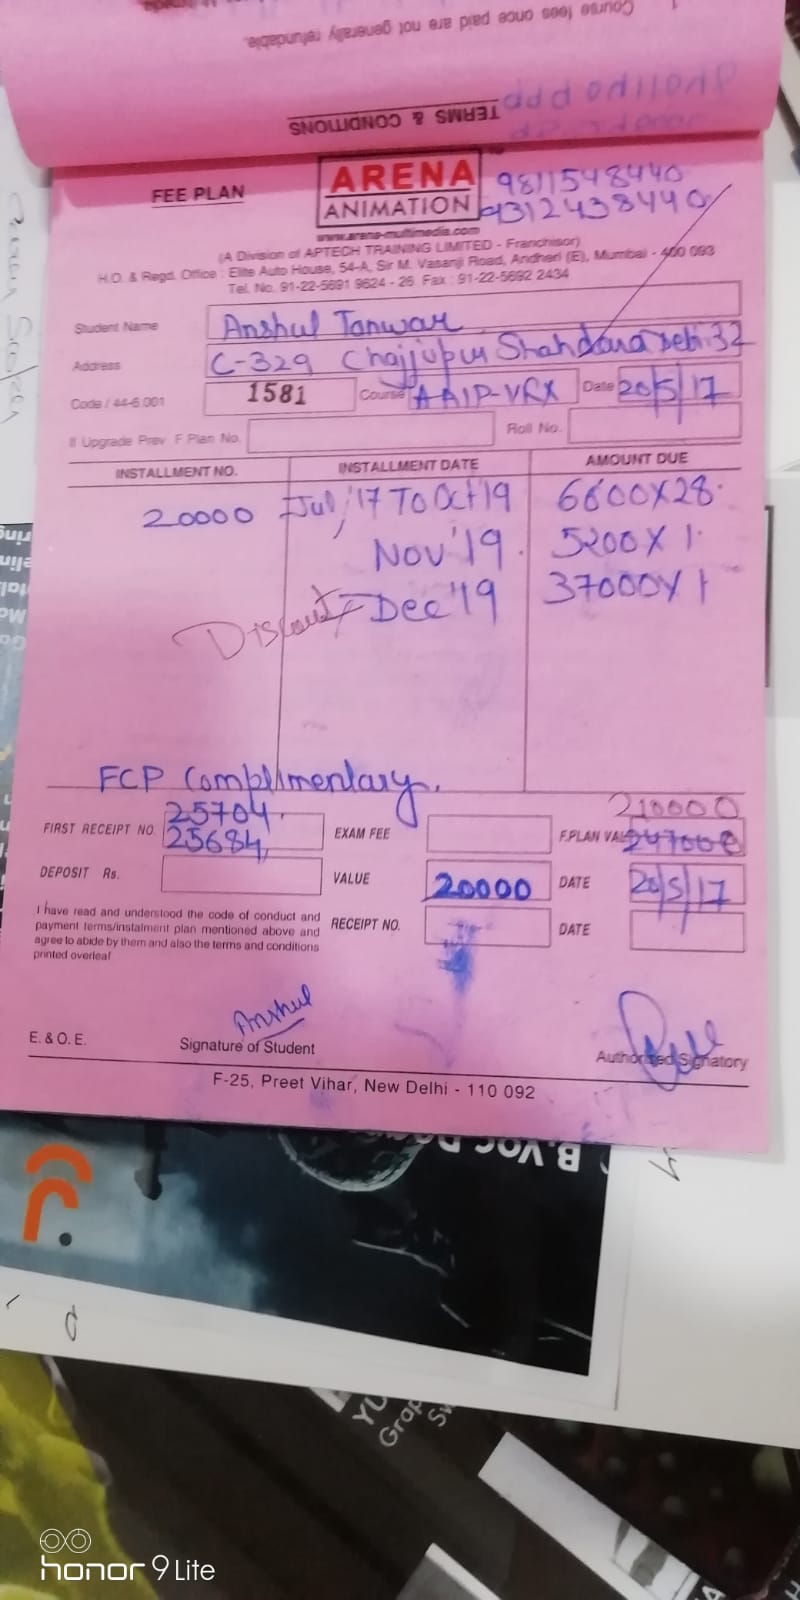 1. Course fees once paid are not generally refundable.
TERMS & CONDITIONS
FEE PLAN
ARENA
ANIMATION
9811548440
9312438440
www.arena-multimedia.com
(A Division of APTECH TRAINING LIMITED - Franchisor)
H.O. & Regd. Office : Elite Auto House, 54-A, Sir M. Vasanji Road, Andheri (E), Mumbai - 400 093
Tel. No. 91-22-5691 9624 - 26 Fax : 91-22-5692 2434
Student Name Anshul Tanwar
Address C-329 Chajjupur Shahdara Delhi-32
Code / 44-6.001 1581 Course AAIP-VRX Date 20/5/17
If Upgrade Prev F Plan No. Roll No.
INSTALLMENT NO. INSTALLMENT DATE AMOUNT DUE
20000 Jul'17 TO Oct'19 6600X28
Nov'19 5200X1
Discount Dec'19 37000X1
FCP Complimentary.
210000
FIRST RECEIPT NO. 25704 25684 EXAM FEE F.PLAN VAL 247000
DEPOSIT Rs. VALUE 20000 DATE 20/5/17
I have read and understood the code of conduct and
payment terms/instalment plan mentioned above and
agree to abide by them and also the terms and conditions
printed overleaf
RECEIPT NO. DATE
Anshul
E. & O. E. Signature of Student Authorised Signatory
F-25, Preet Vihar, New Delhi - 110 092
B.Voc
honor 9 Lite